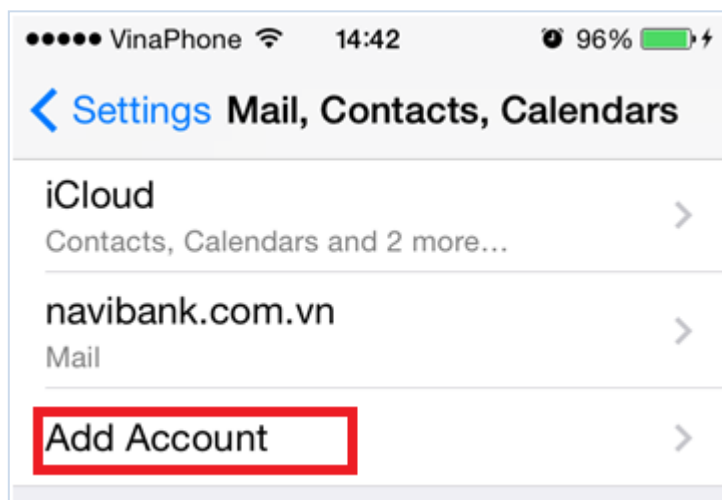 VinaPhone 14:42 96%
Settings Mail, Contacts, Calendars
iCloud
Contacts, Calendars and 2 more...
navibank.com.vn
Mail
Add Account